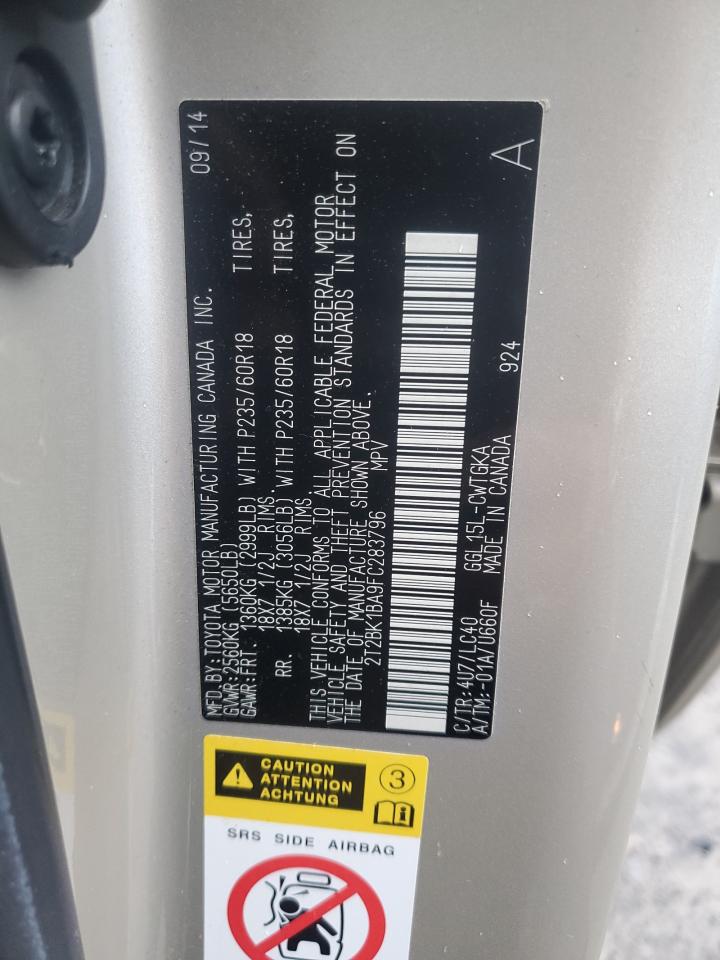 MFD.BY:TOYOTA MOTOR MANUFACTURING CANADA INC. 09/14
GVWR:2560KG (5650LB)
GAWR:FRT. 1360KG (2999LB) WITH P235/60R18 TIRES,
18X7 1/2J RIMS.
RR. 1385KG (3056LB) WITH P235/60R18 TIRES,
18X7 1/2J RIMS.
THIS VEHICLE CONFORMS TO ALL APPLICABLE FEDERAL MOTOR
VEHICLE SAFETY AND THEFT PREVENTION STANDARDS IN EFFECT ON
THE DATE OF MANUFACTURE SHOWN ABOVE.
2T2BK1BA9FC283796 MPV
C/TR:4U7/LC40 GGL15L-CWTGKA
A/TM:-01A/U660F MADE IN CANADA 924
A
CAUTION
ATTENTION
ACHTUNG
3
SRS SIDE AIRBAG